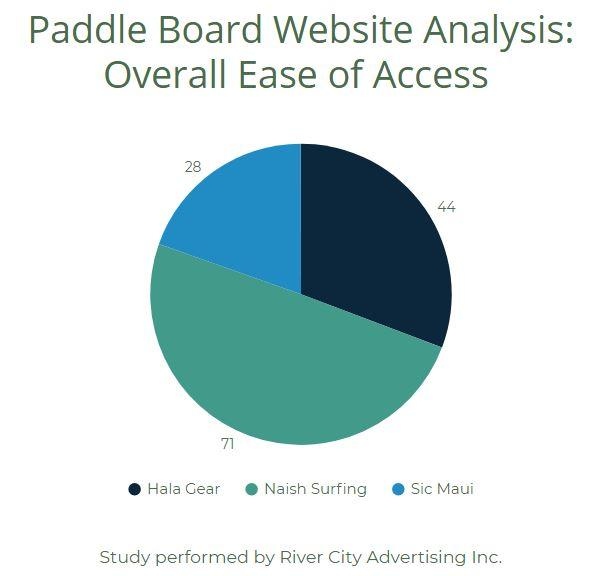 Paddle Board Website Analysis:
Overall Ease of Access
28
44
71
Hala Gear Naish Surfing Sic Maui
Study performed by River City Advertising Inc.